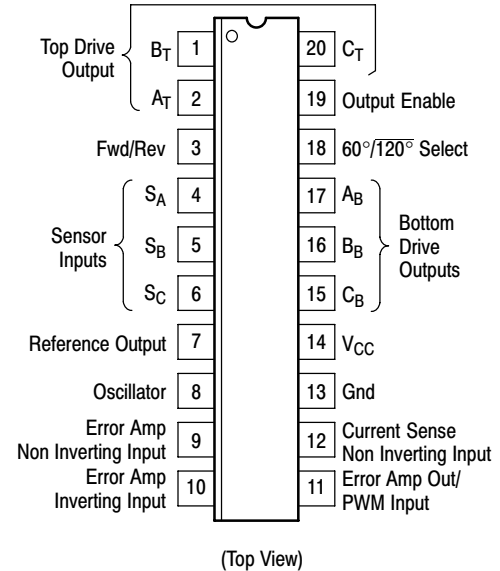 Top Drive
Output
B_T 1
20 C_T
A_T 2
19 Output Enable
Fwd/Rev 3
18 60°/120° Select
Sensor
Inputs
S_A 4
17 A_B
S_B 5
16 B_B
S_C 6
15 C_B
Bottom
Drive
Outputs
Reference Output 7
14 V_CC
Oscillator 8
13 Gnd
Error Amp
Non Inverting Input 9
12 Current Sense
Non Inverting Input
Error Amp
Inverting Input 10
11 Error Amp Out/
PWM Input
(Top View)